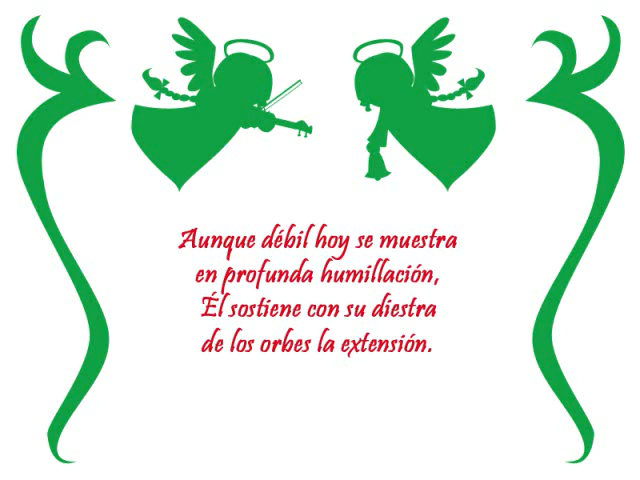 Aunque débil hoy se muestra
en profunda humillación,
Él sostiene con su diestra
de los orbes la extensión.